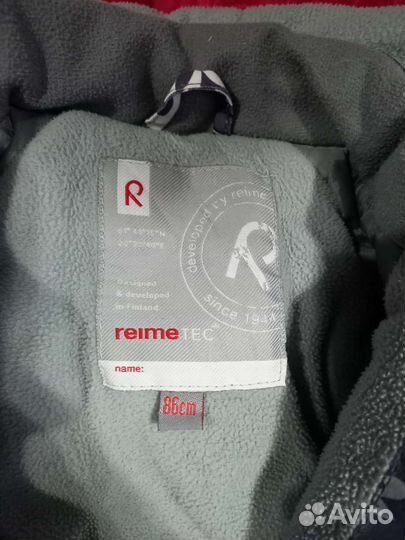 R
developed by reima
R
since 1944
Designed
& developed
in Finland
reimaTEC®
name:
86cm
Avito